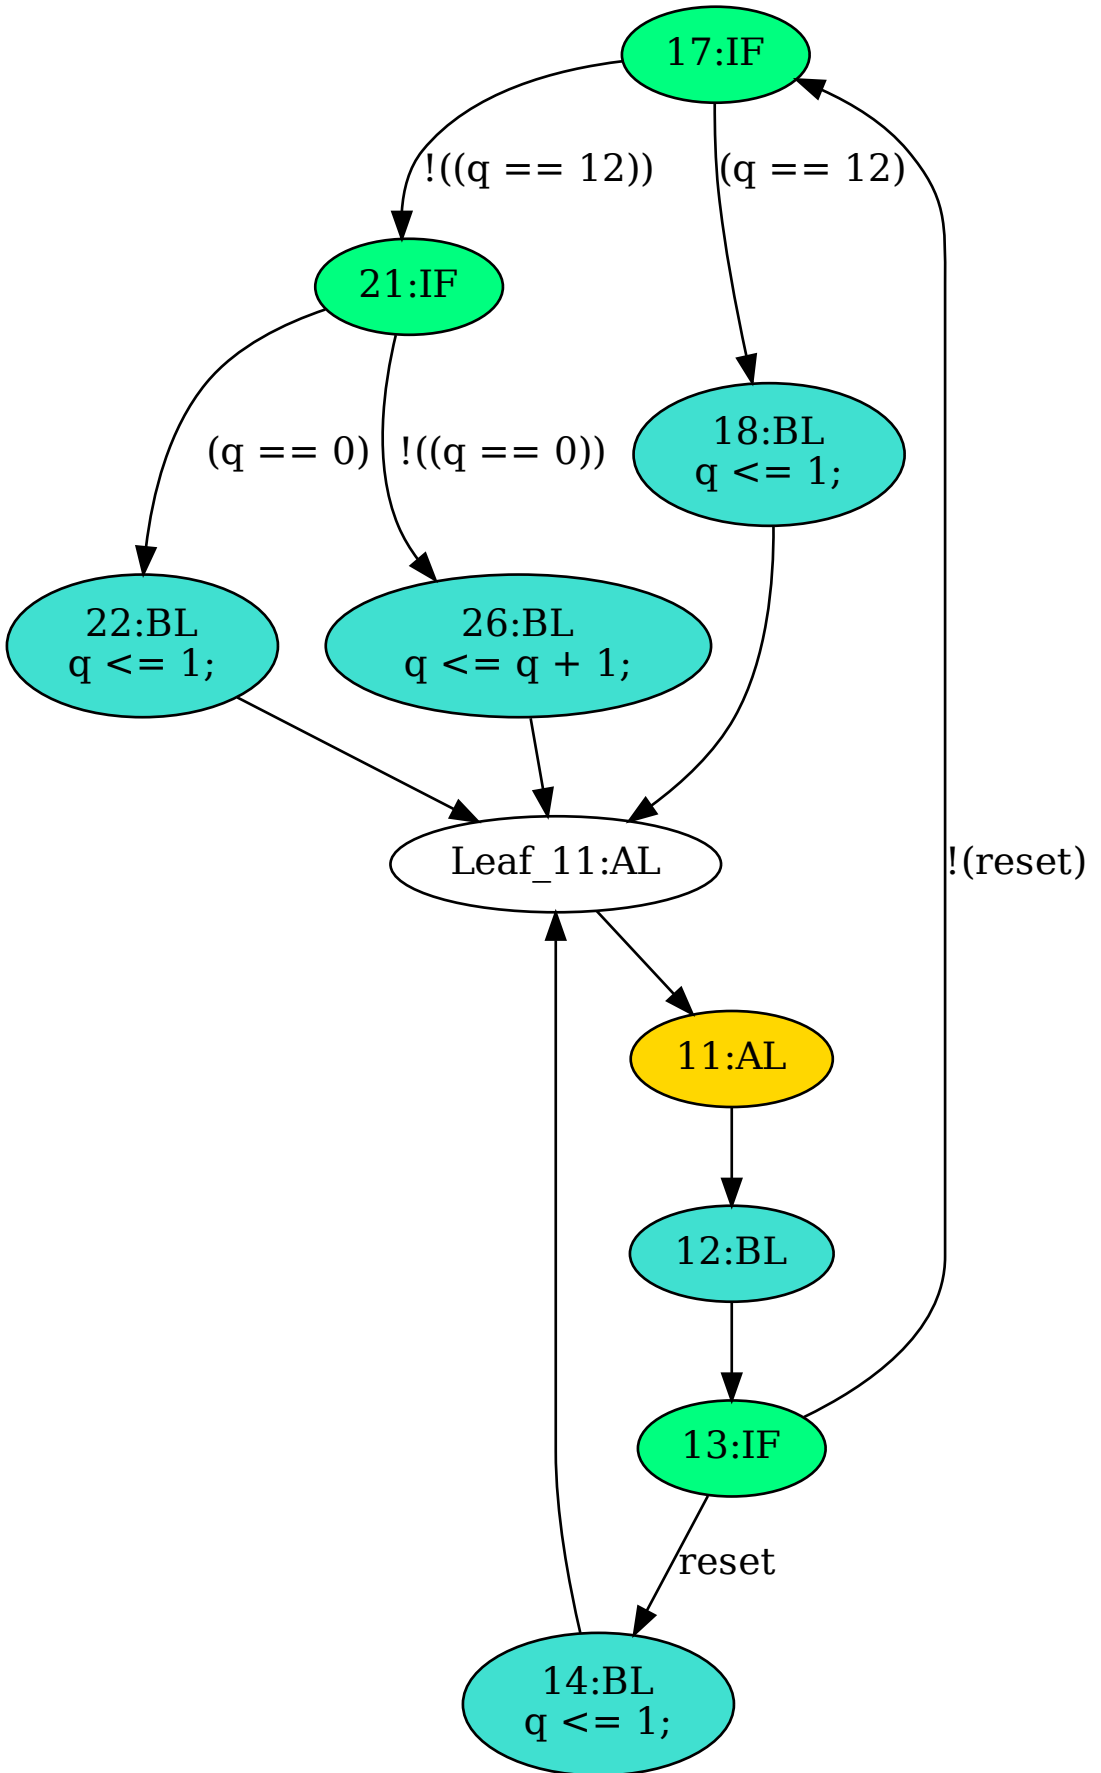 17:IF
!((q == 12))
(q == 12)
21:IF
18:BL
q <= 1;
(q == 0)
!((q == 0))
22:BL
q <= 1;
26:BL
q <= q + 1;
Leaf_11:AL
!(reset)
11:AL
12:BL
13:IF
reset
14:BL
q <= 1;